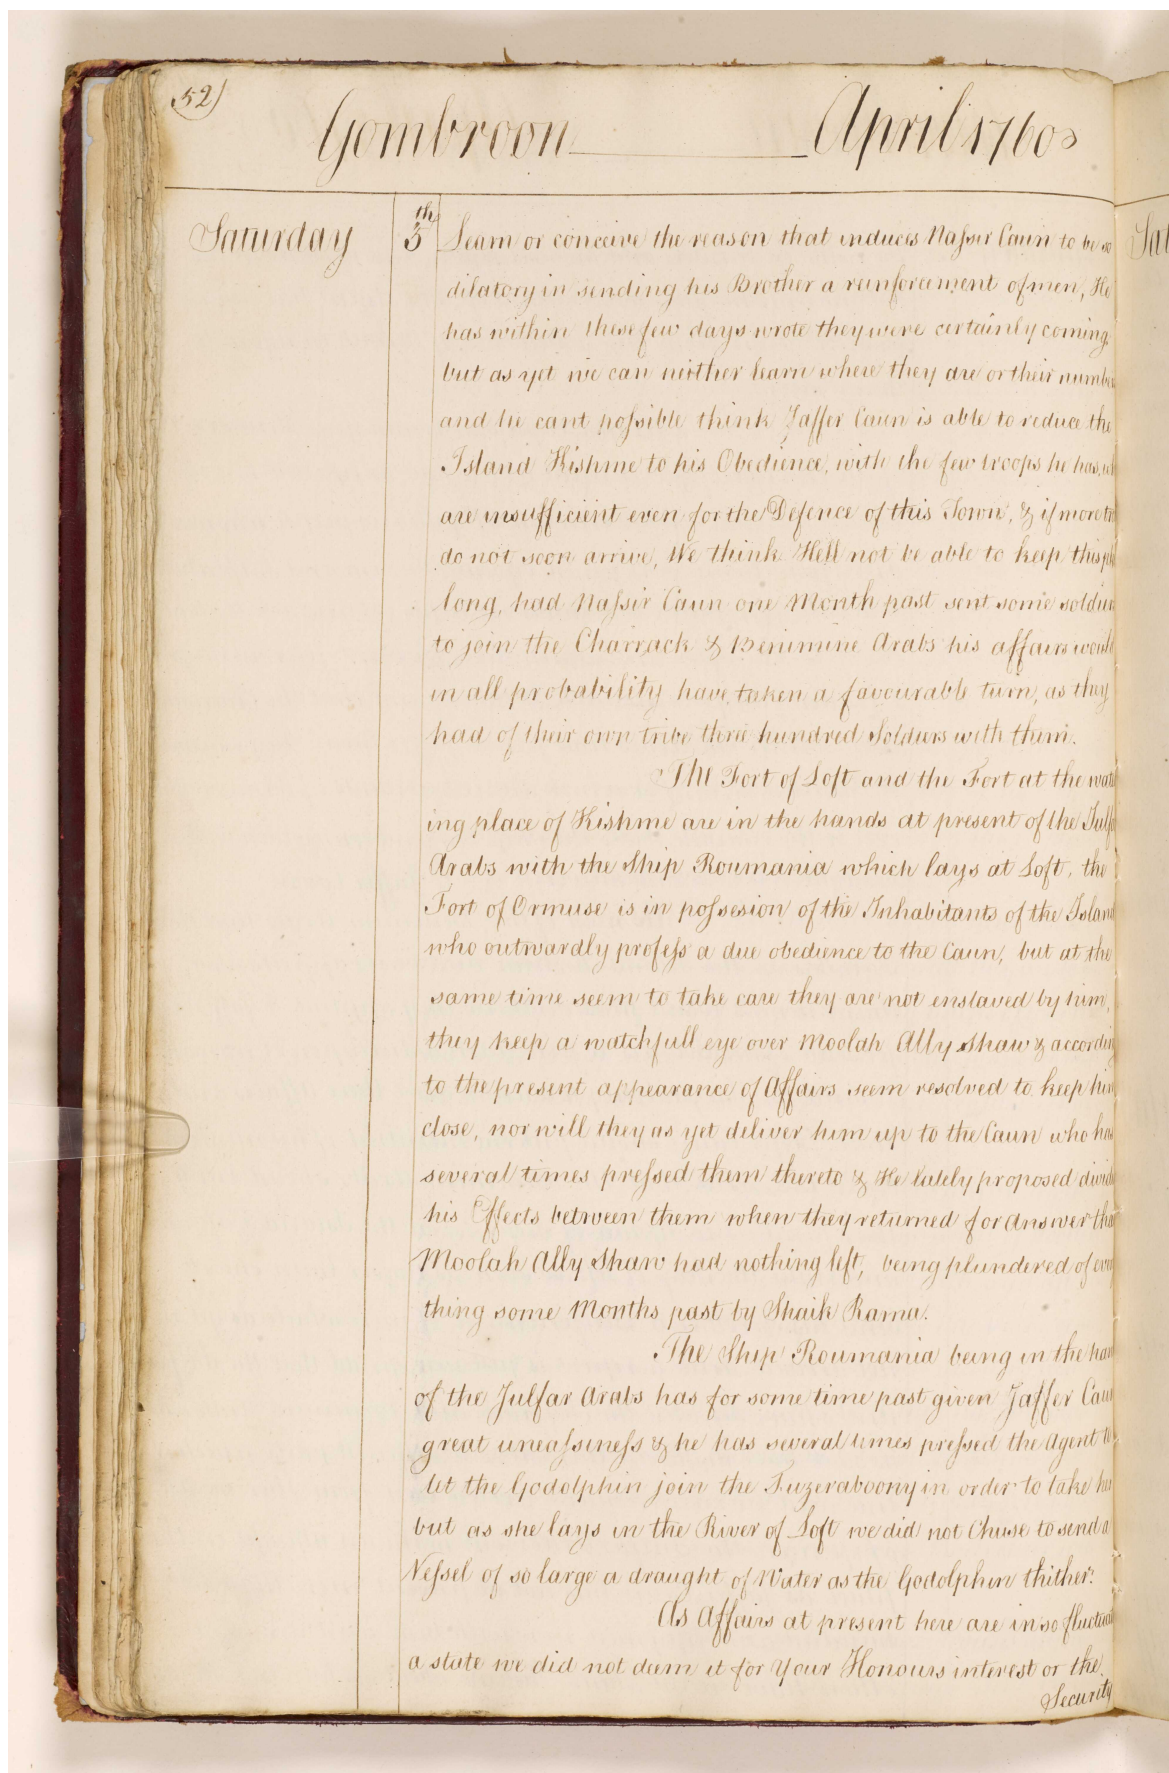 52
Gombroon April 1760
Saturday 5th Learn or conceive the reason that induces Nassir Caun to be so
dilatory in sending his Brother a reinforcement of men, He
has within these few days wrote they were certainly coming,
but as yet we can neither learn where they are or their number
and he cant possible think Jaffer Caun is able to reduce the
Island Kishme to his Obedience, with the few troops he has, wh
are insufficient even for the Defence of this Town, & if more tr
do not soon arrive, We think Hell not be able to keep this pl
long, had Nassir Caun one Month past sent some soldier
to join the Charrack & Benimine Arabs his affairs would
in all probability have taken a favourable turn, as they
had of their own tribe three hundred Soldiers with them.
The Fort of Loft and the Fort at the wat
ing place of Kishme are in the hands at present of the Julfa
Arabs with the Ship Roumania which lays at Loft, the
Fort of Ormuse is in possesion of the Inhabitants of the Island
who outwardly profess a due obedience to the Caun, but at the
same time seem to take care they are not enslaved by him,
they keep a watchfull eye over Moolah Ally Shaw & according
to the present appearance of Affairs seem resolved to keep him
close, nor will they as yet deliver him up to the Caun who has
several times pressed them thereto & He lately proposed divid
his Effects between them when they returned for answer tha
Moolah Ally Shaw had nothing left, being plundered of eve
thing some Months past by Shaik Rama.
The Ship Roumania being in the han
of the Julfar Arabs has for some time past given Jaffer Caun
great uneassiness & he has several times pressed the Agent to
let the Godolphin join the Fuzeraboony in order to take her
but as she lays in the River of Loft we did not Chuse to send a
Vessel of so large a draught of Water as the Godolphin thither.
As Affairs at present here are in so fluctuat
a state we did not deem it for Your Honours interest or the
Security
Sat